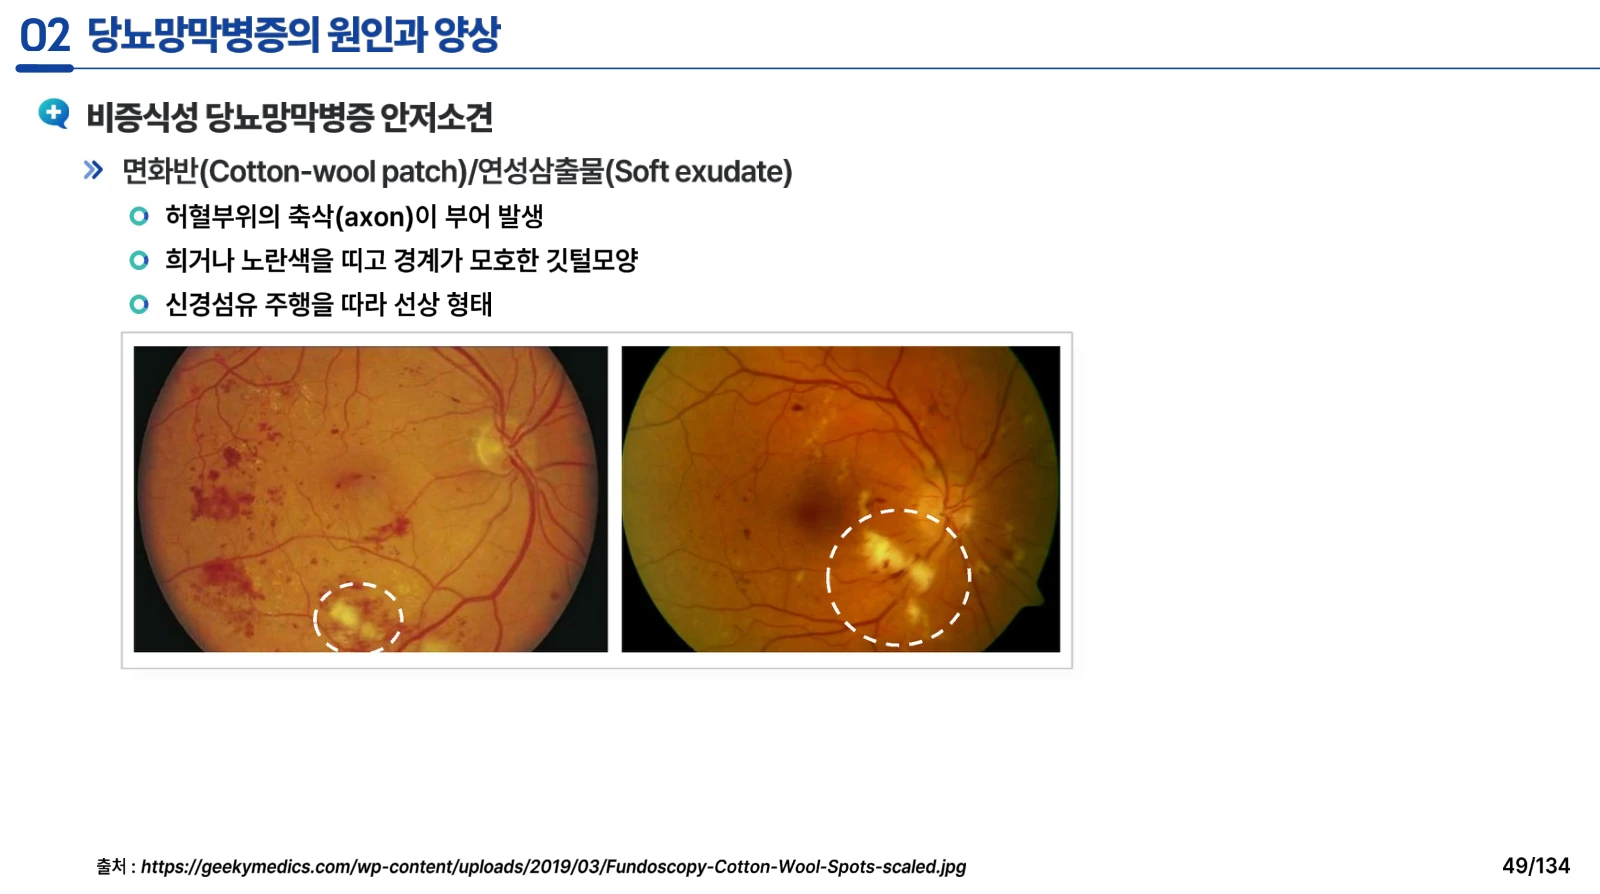 02 당뇨망막병증의 원인과 양상
비증식성 당뇨망막병증 안저소견
면화반(Cotton-wool patch)/연성삼출물(Soft exudate)
허혈부위의 축삭(axon)이 부어 발생
희거나 노란색을 띠고 경계가 모호한 깃털모양
신경섬유 주행을 따라 선상 형태
출처 : https://geekymedics.com/wp-content/uploads/2019/03/Fundoscopy-Cotton-Wool-Spots-scaled.jpg
49/134